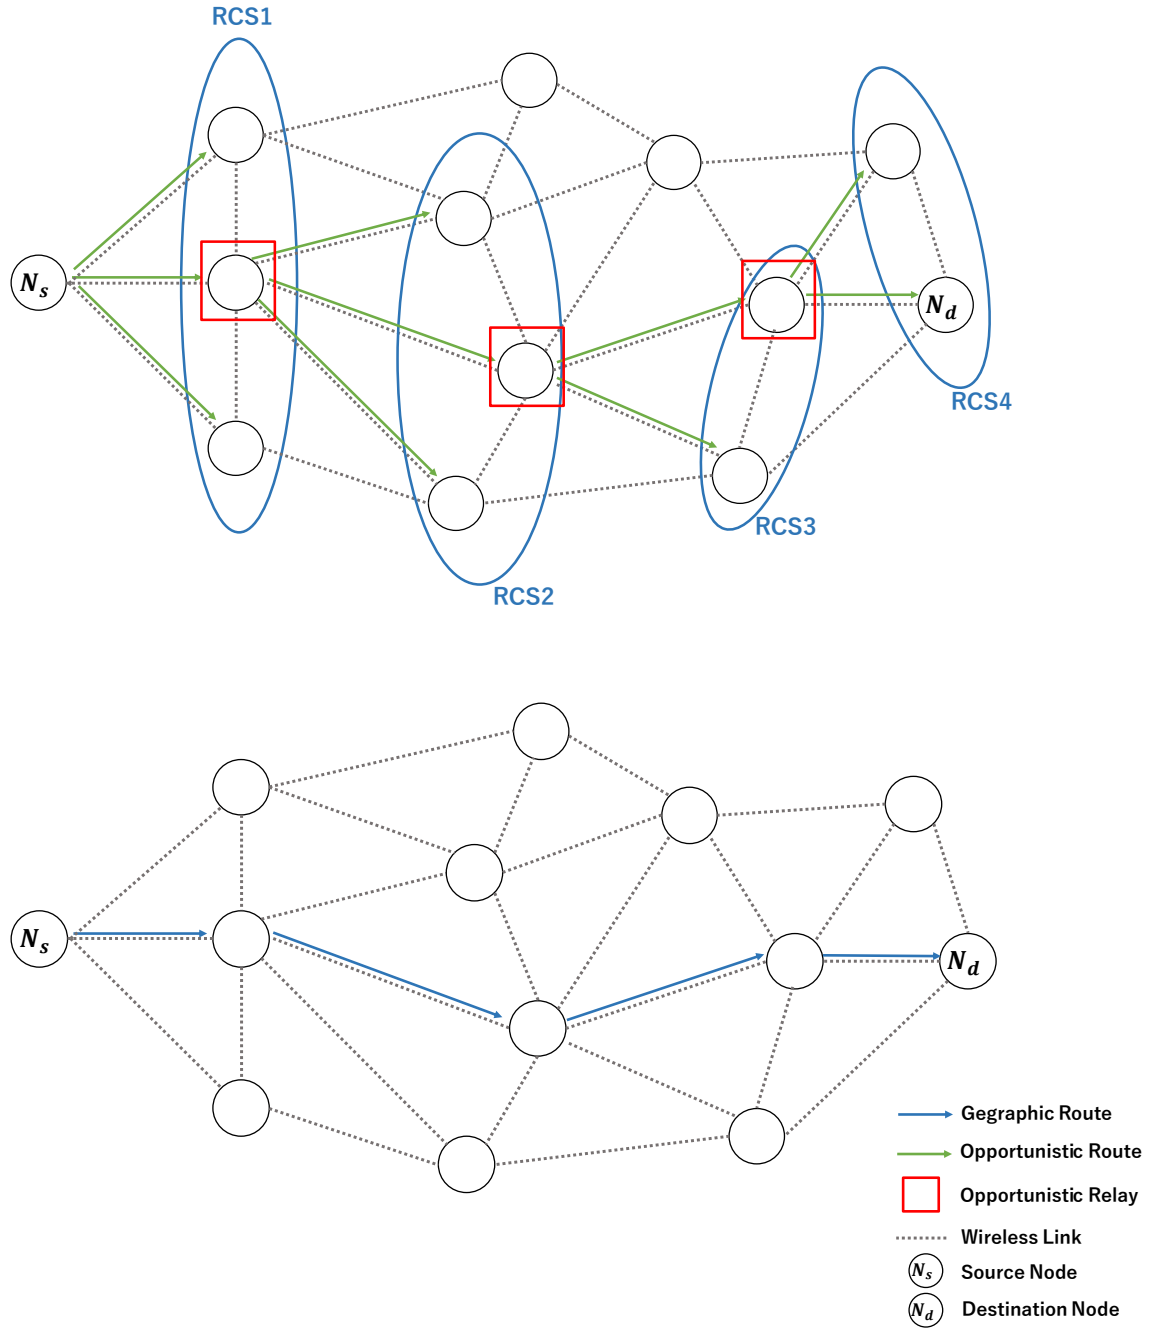 RCS1
N_s
N_d
RCS4
RCS3
RCS2
N_s
N_d
Gegraphic Route
Opportunistic Route
Opportunistic Relay
Wireless Link
N_s Source Node
N_d Destination Node